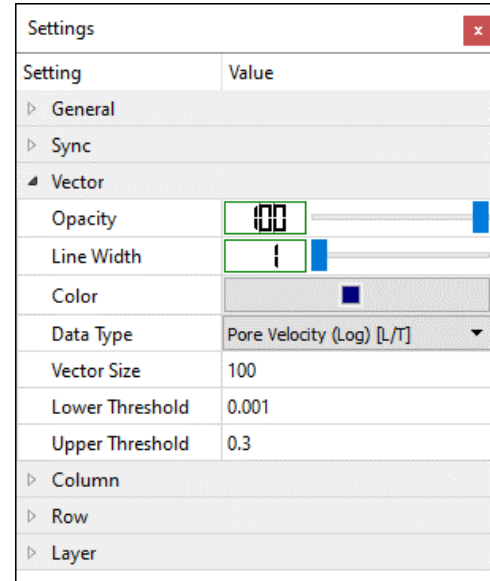 Settings
x
Setting Value
General
Sync
Vector
Opacity 100
Line Width 1
Color
Data Type Pore Velocity (Log) [L/T]
Vector Size 100
Lower Threshold 0.001
Upper Threshold 0.3
Column
Row
Layer